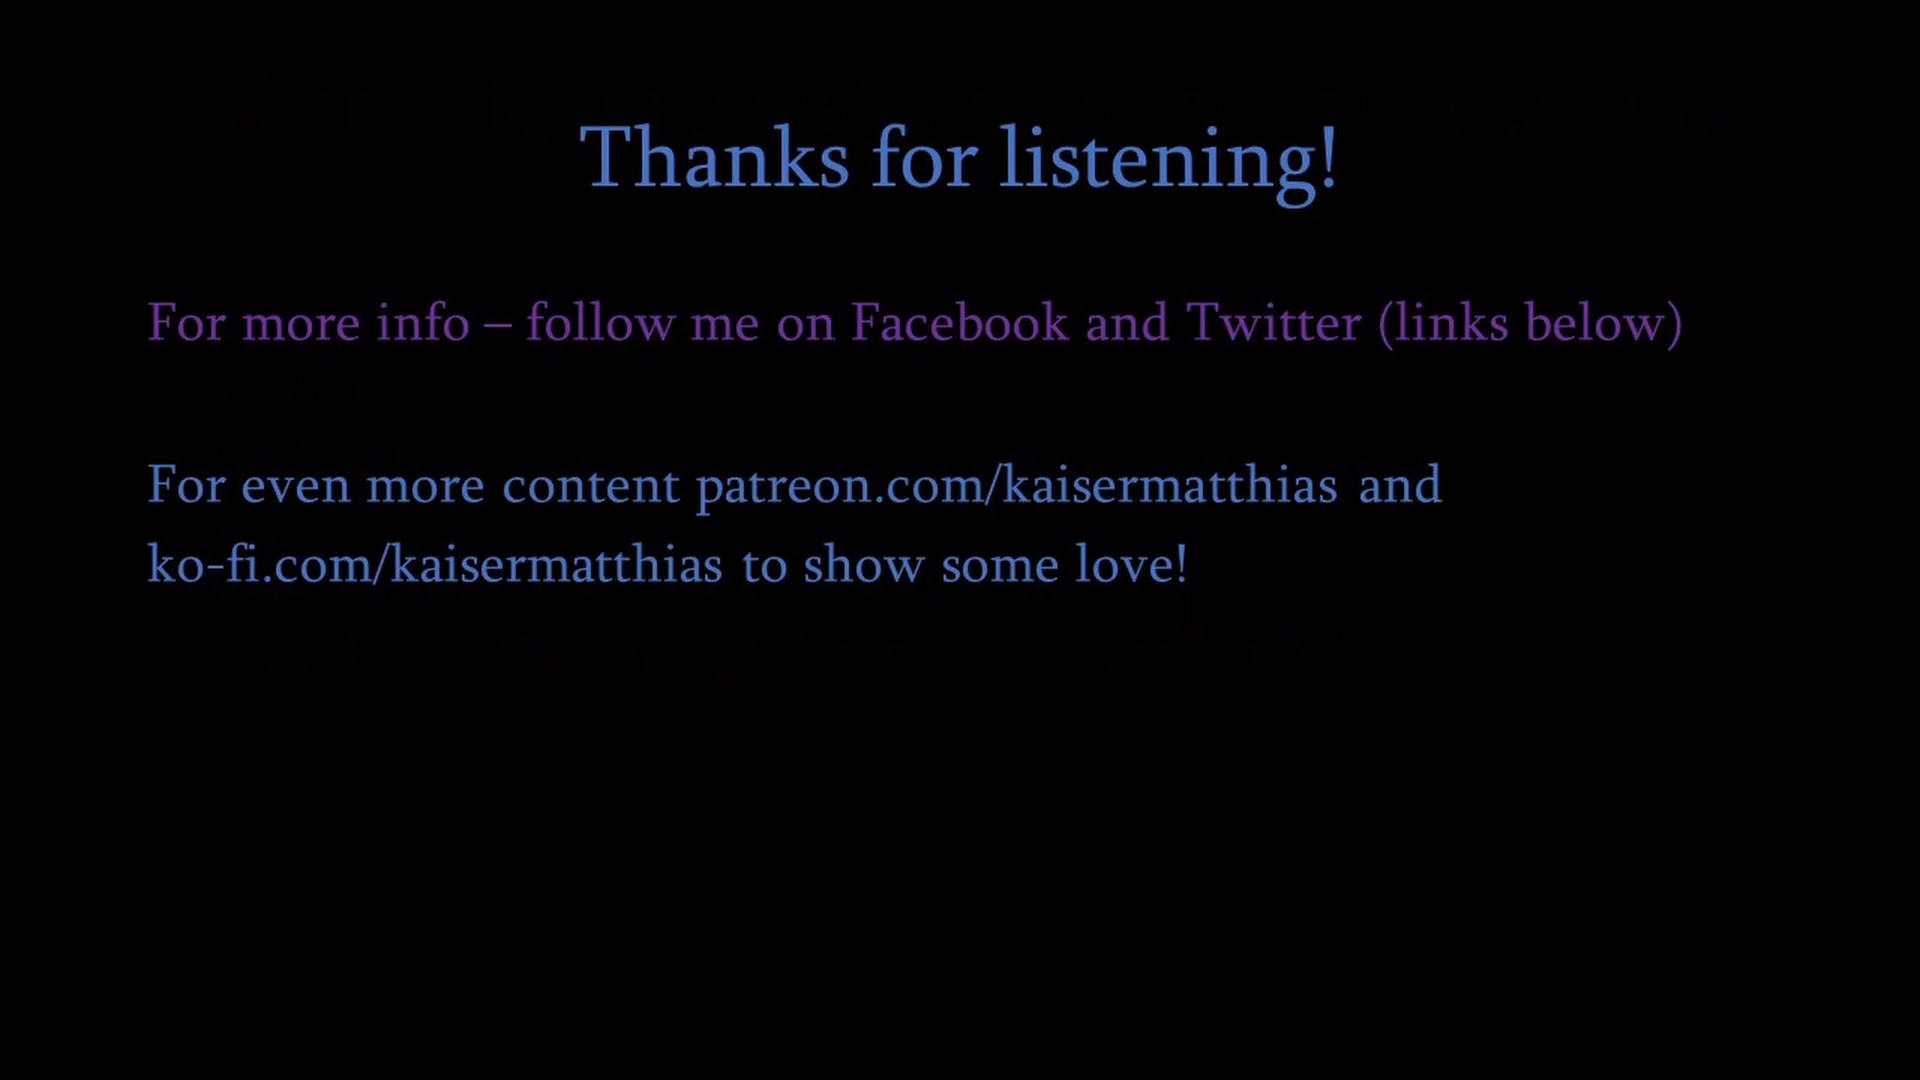 Thanks for listening!
For more info – follow me on Facebook and Twitter (links below)
For even more content patreon.com/kaisermatthias and
ko-fi.com/kaisermatthias to show some love!